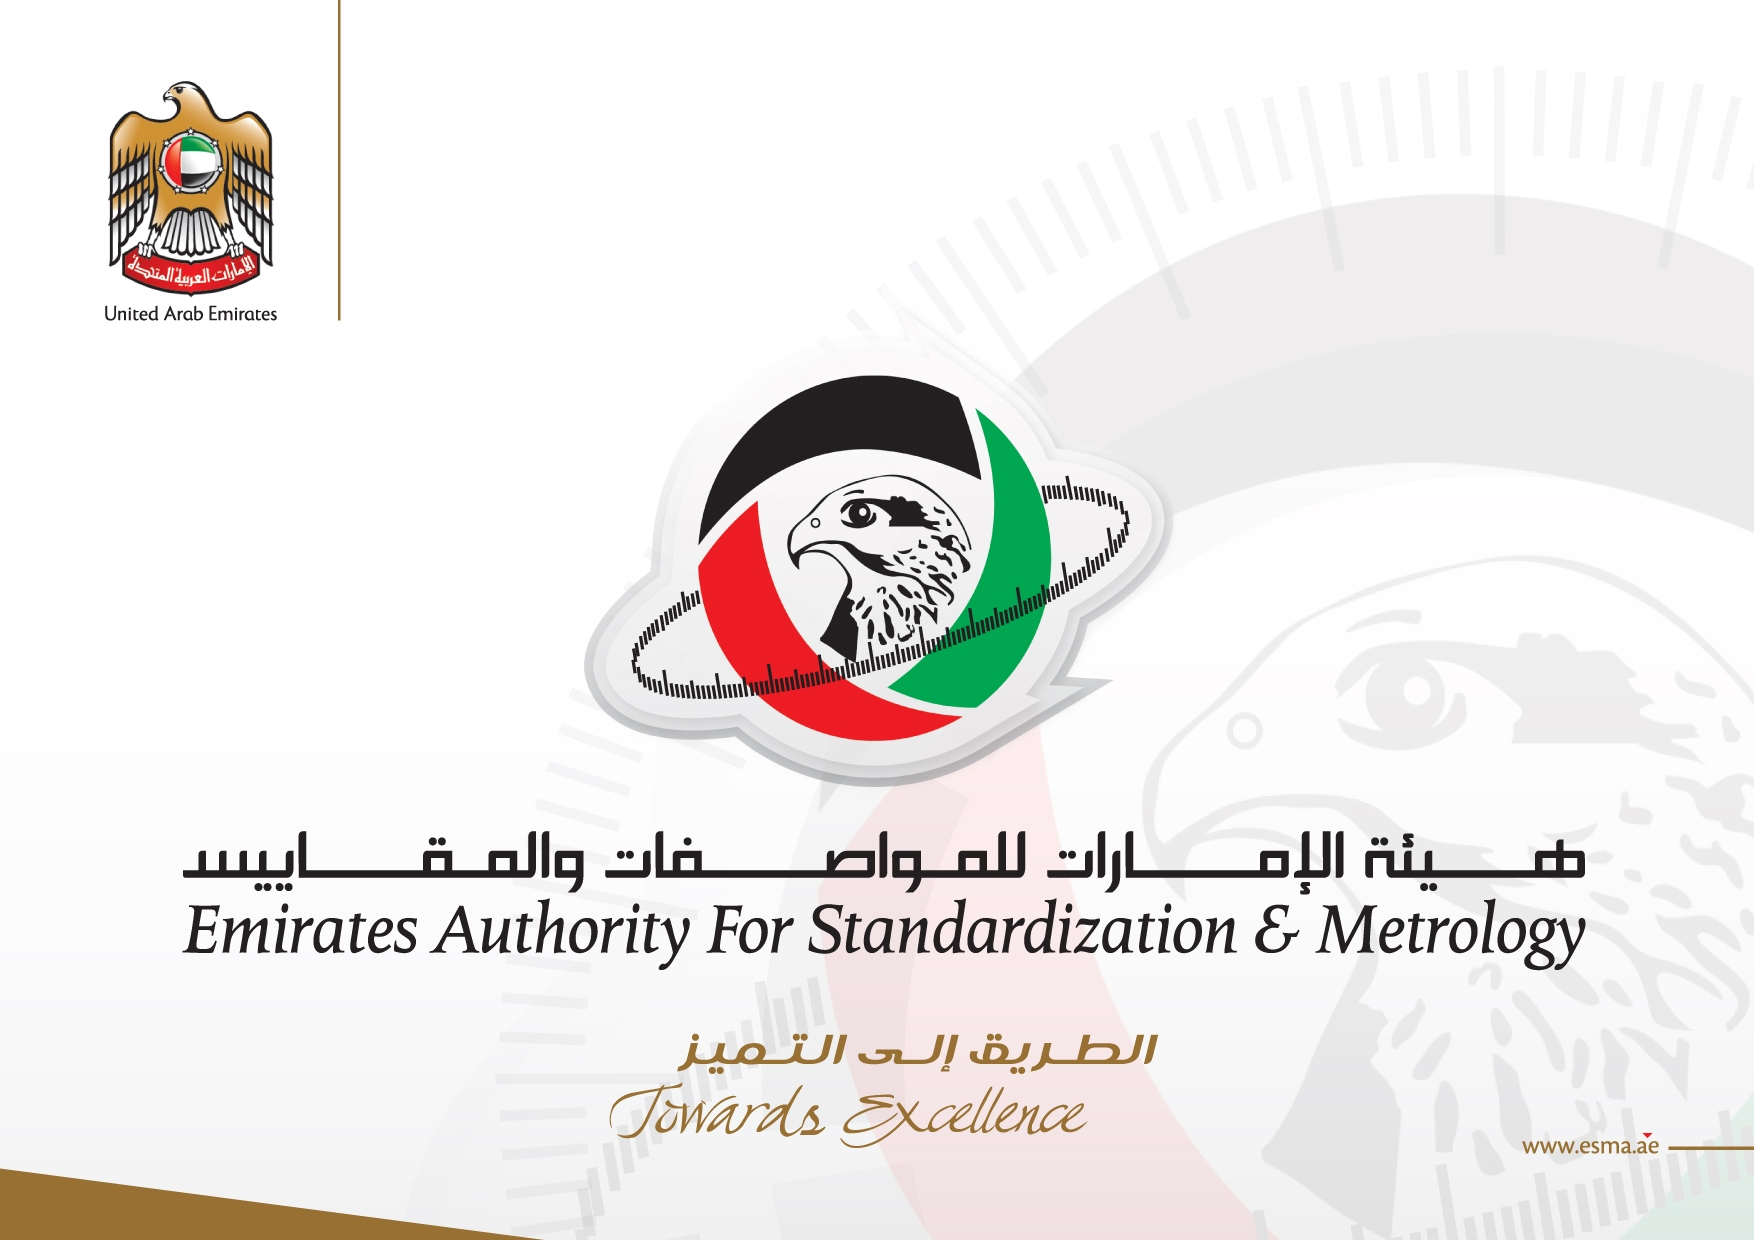 الإمارات العربية المتحدة
United Arab Emirates
هيئة الإمارات للمواصفات والمقاييس
Emirates Authority For Standardization & Metrology
الطريق إلى التميز
Towards Excellence
www.esma.ae